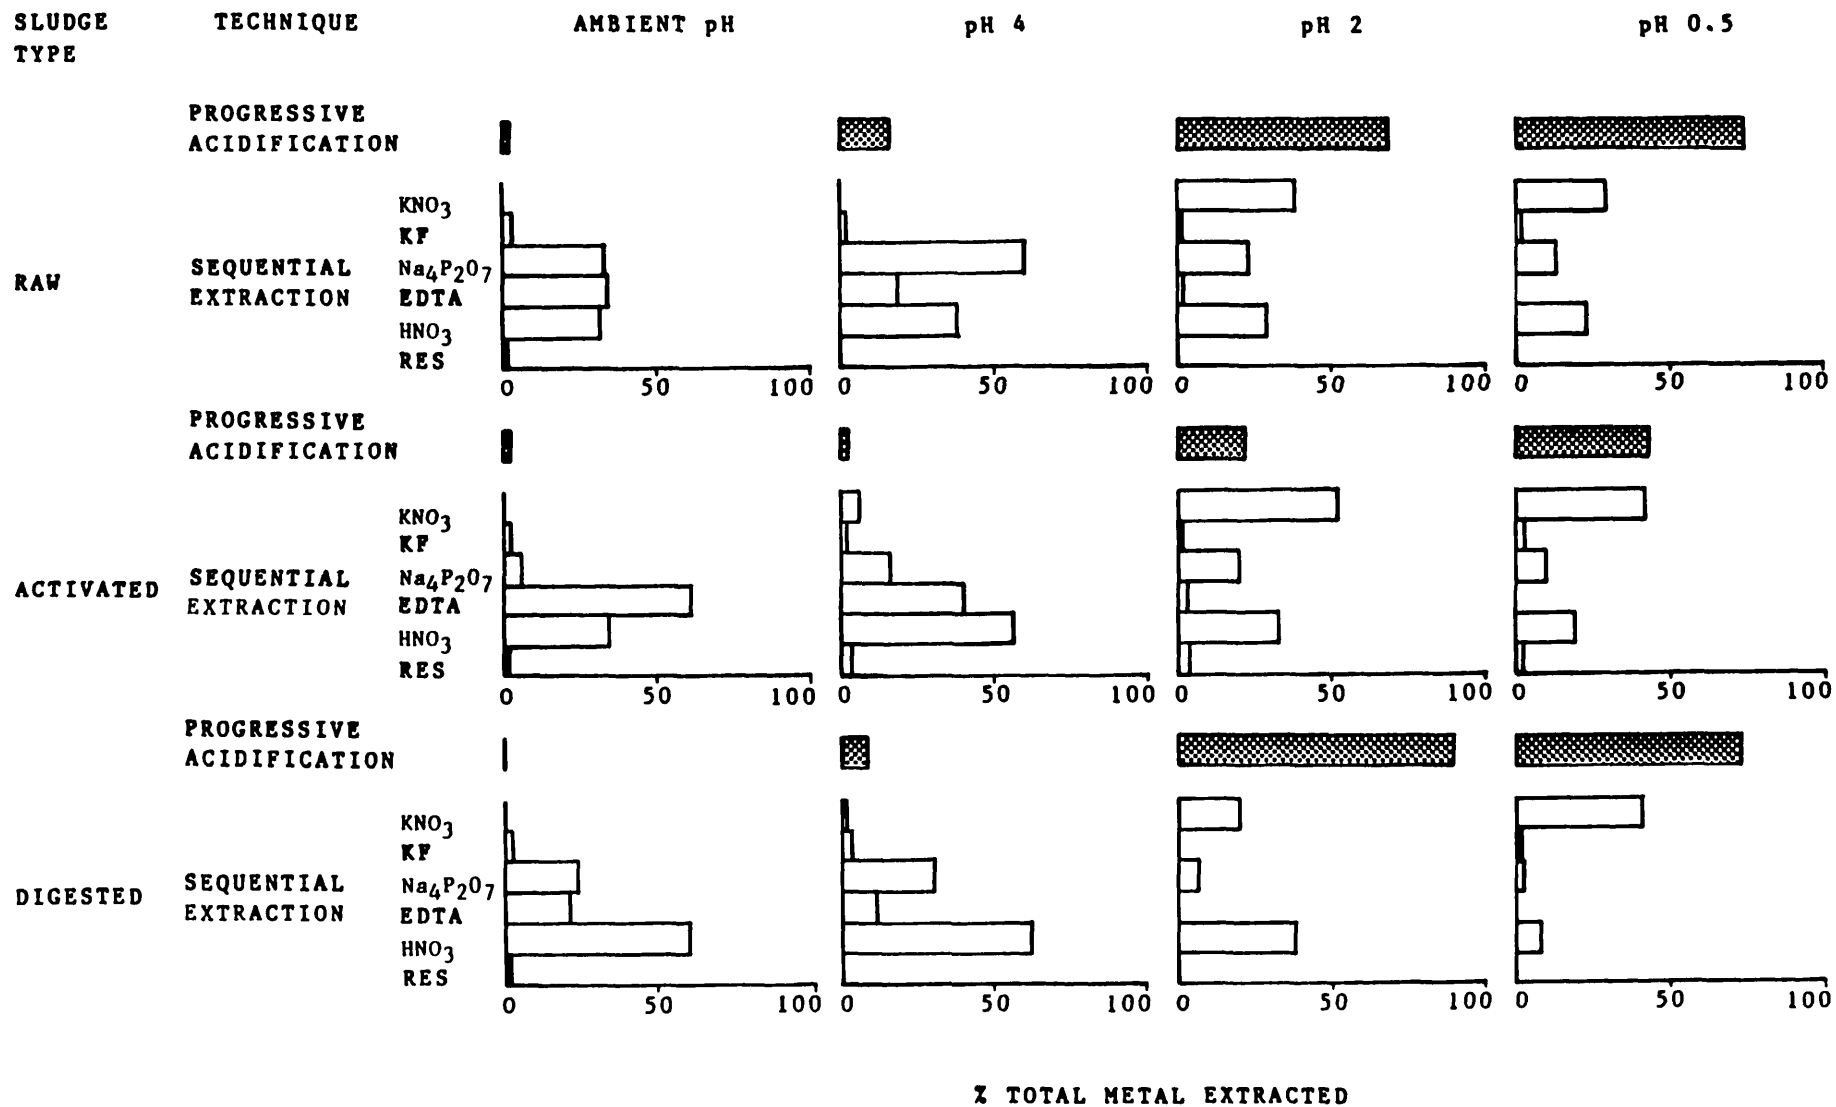 SLUDGE TYPE TECHNIQUE AMBIENT pH pH 4 pH 2 pH 0.5
PROGRESSIVE
ACIDIFICATION
RAW
SEQUENTIAL
EXTRACTION
KNO3
KF
Na4P2O7
EDTA
HNO3
RES
0 50 100 0 50 100 0 50 100 0 50 100
PROGRESSIVE
ACIDIFICATION
ACTIVATED
SEQUENTIAL
EXTRACTION
KNO3
KF
Na4P2O7
EDTA
HNO3
RES
0 50 100 0 50 100 0 50 100 0 50 100
PROGRESSIVE
ACIDIFICATION
DIGESTED
SEQUENTIAL
EXTRACTION
KNO3
KF
Na4P2O7
EDTA
HNO3
RES
0 50 100 0 50 100 0 50 100 0 50 100
% TOTAL METAL EXTRACTED